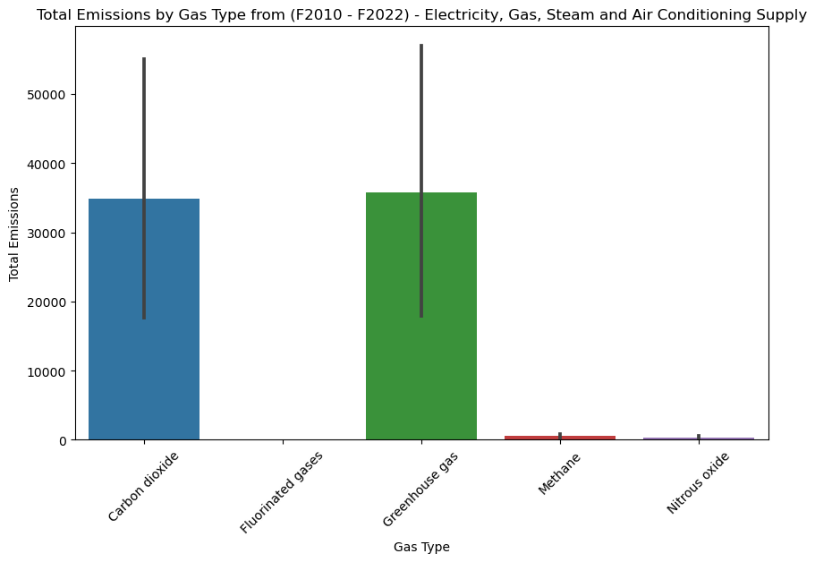 Total Emissions by Gas Type from (F2010 - F2022) - Electricity, Gas, Steam and Air Conditioning Supply
Total Emissions
50000
40000
30000
20000
10000
0
Carbon dioxide
Fluorinated gases
Greenhouse gas
Methane
Nitrous oxide
Gas Type